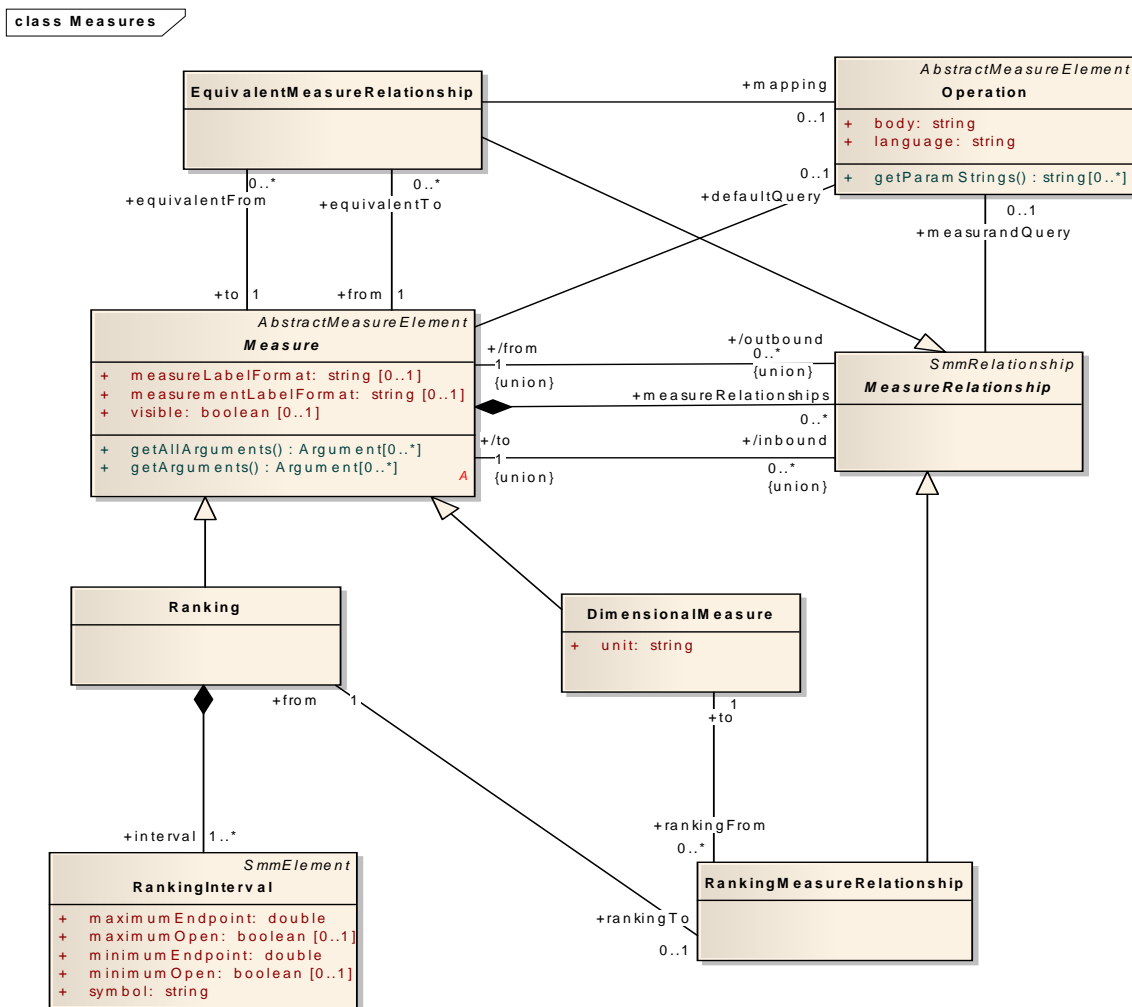 class Measures
EquivalentMeasureRelationship
+mapping
0..1
AbstractMeasureElement
Operation
+ body: string
+ language: string
+ getParamStrings() : string[0..*]
0..*
+equivalentFrom
0..*
+equivalentTo
0..1
+defaultQuery
0..1
+measurandQuery
+to 1
+from 1
AbstractMeasureElement
Measure
+ measureLabelFormat: string [0..1]
+ measurementLabelFormat: string [0..1]
+ visible: boolean [0..1]
+ getAllArguments() : Argument[0..*]
+ getArguments() : Argument[0..*]
A
+/from
1
{union}
+/outbound
0..*
{union}
+measureRelationships
0..*
+/to
1
{union}
+/inbound
0..*
{union}
SmmRelationship
MeasureRelationship
Ranking
DimensionalMeasure
+ unit: string
+from 1
1
+to
+interval 1..*
+rankingFrom
0..*
SmmElement
RankingInterval
+ maximumEndpoint: double
+ maximumOpen: boolean [0..1]
+ minimumEndpoint: double
+ minimumOpen: boolean [0..1]
+ symbol: string
RankingMeasureRelationship
+rankingTo
0..1